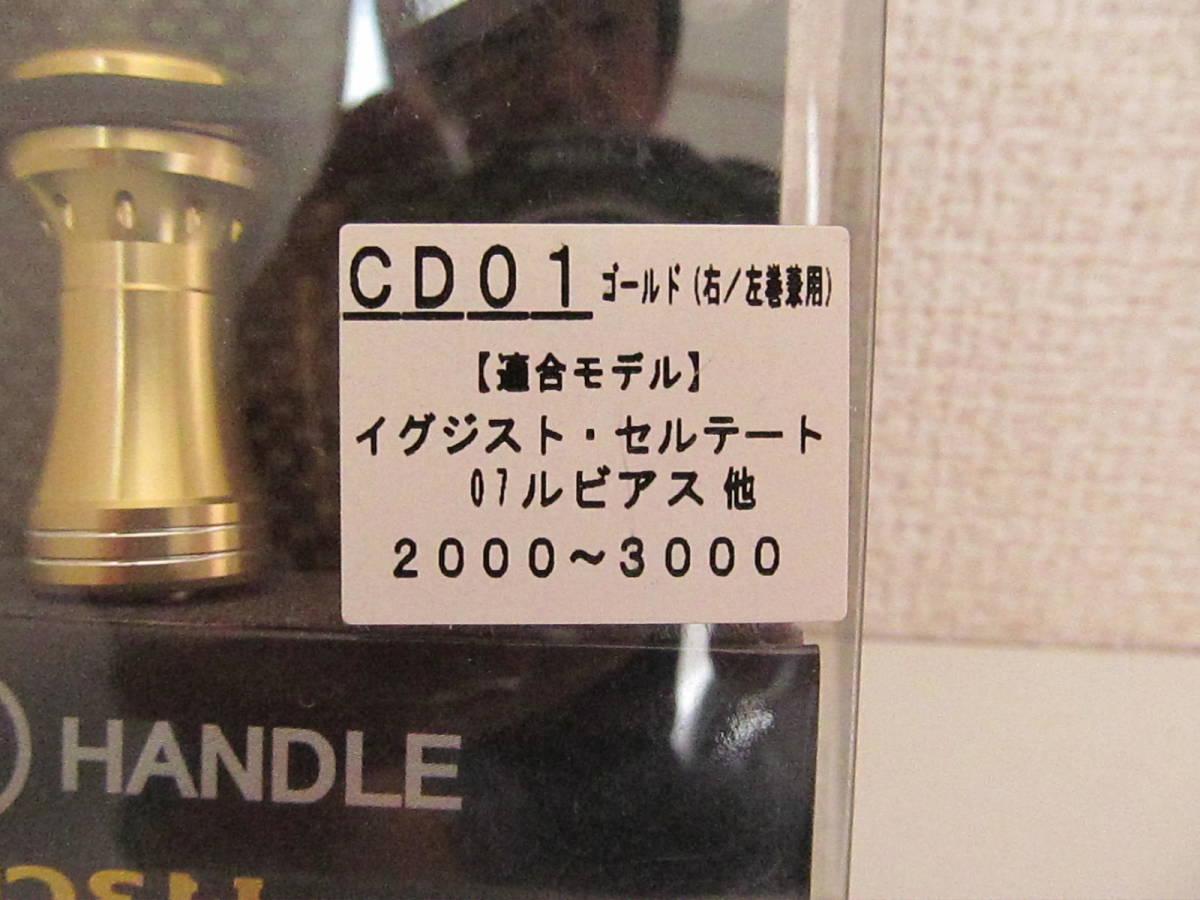 CD01 ゴールド (右/左巻兼用)
【適合モデル】
イグジスト・セルテート
07ルビアス 他
2000~3000
HANDLE